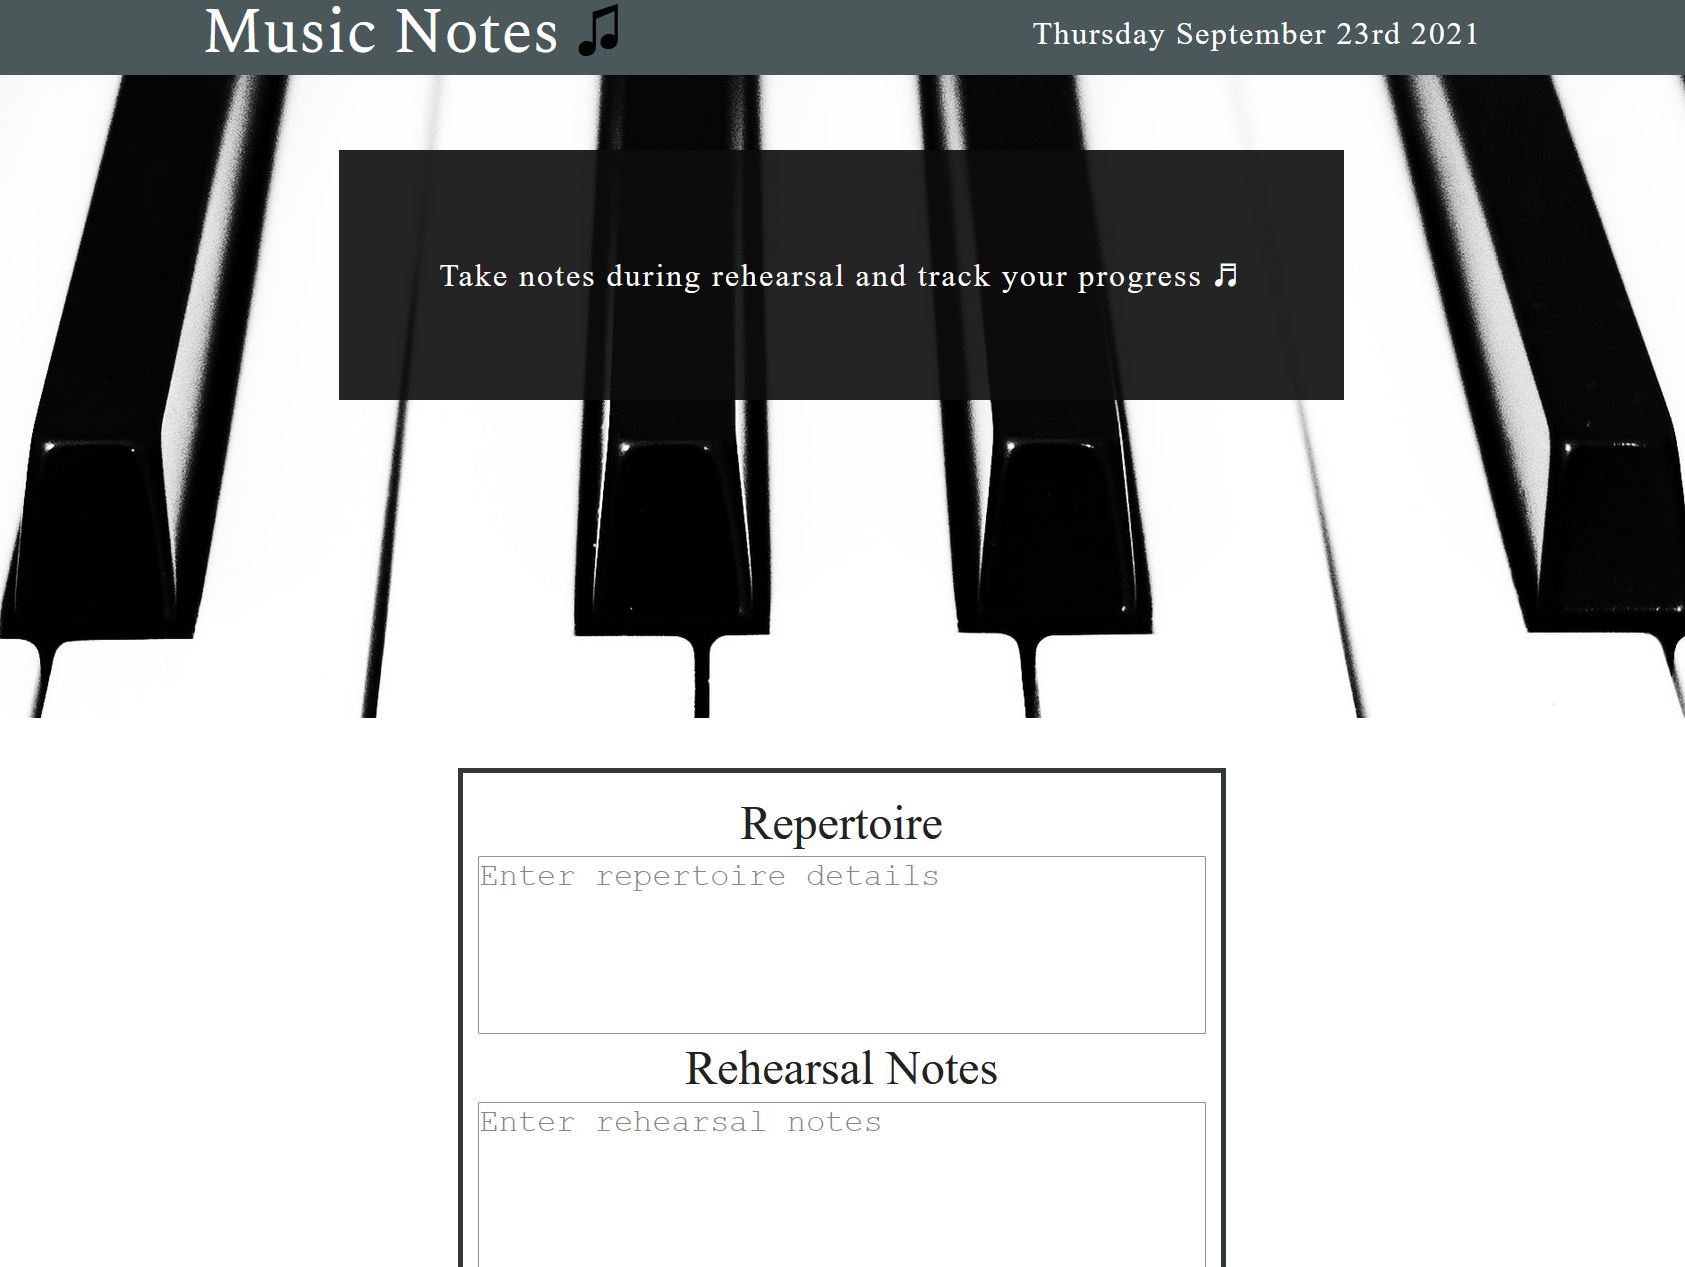 Music Notes ♫
Thursday September 23rd 2021
Take notes during rehearsal and track your progress ♬
Repertoire
Enter repertoire details
Rehearsal Notes
Enter rehearsal notes